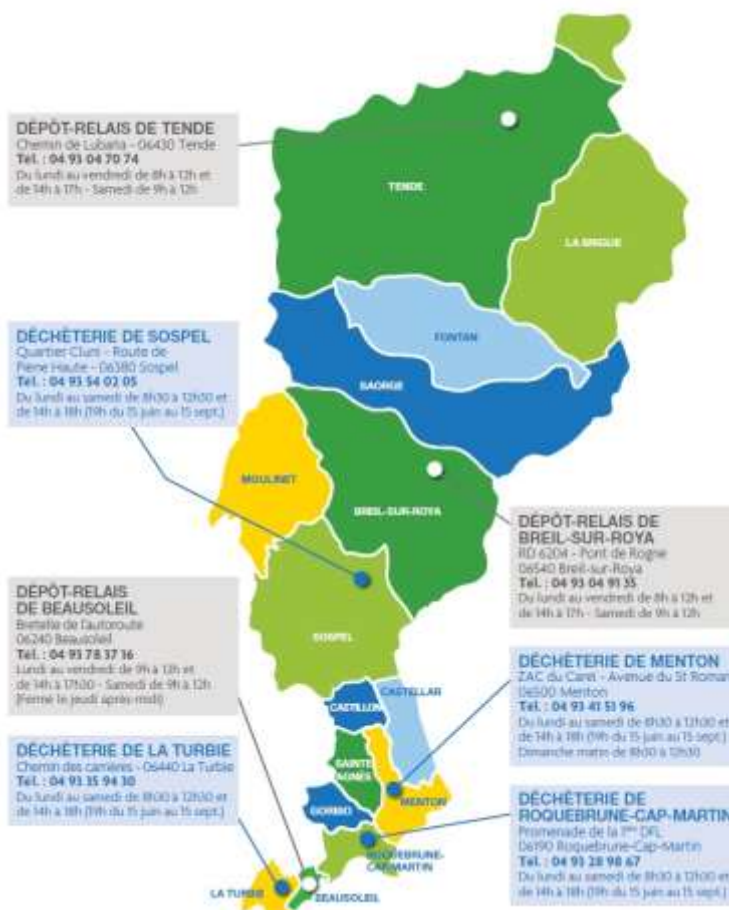 DÉPÔT-RELAIS DE TENDE
Chemin de Lubaria - 06430 Tende
Tél. : 04 93 04 70 74
Du lundi au vendredi de 8h à 12h et
de 14h à 17h - Samedi de 9h à 12h
TENDE
LA BRIGUE
FONTAN
SAORGE
DÉCHÈTERIE DE SOSPEL
Quartier Cluni - Route de
Piene Haute - 06380 Sospel
Tél. : 04 93 54 02 05
Du lundi au samedi de 8h30 à 12h30 et
de 14h à 18h (19h du 15 juin au 15 sept.)
MOULINET
BREIL-SUR-ROYA
DÉPÔT-RELAIS DE
BREIL-SUR-ROYA
RD 6204 - Pont de Rogne
06540 Breil-sur-Roya
Tél. : 04 93 04 91 35
Du lundi au vendredi de 8h à 12h et
de 14h à 17h - Samedi de 9h à 12h
SOSPEL
DÉPÔT-RELAIS
DE BEAUSOLEIL
Bretelle de l'autoroute
06240 Beausoleil
Tél. : 04 93 78 37 16
Lundi au vendredi de 9h à 12h et
de 14h à 17h30 - Samedi de 9h à 12h
(Fermé le jeudi après-midi)
CASTELLAR
CASTILLON
DÉCHÈTERIE DE MENTON
ZAC du Careï - Avenue du St Roman
06500 Menton
Tél. : 04 93 41 51 96
Du lundi au samedi de 8h30 à 12h30 et
de 14h à 18h (19h du 15 juin au 15 sept.)
Dimanche matin de 8h30 à 12h30
SAINTE
AGNÈS
MENTON
GORBIO
DÉCHÈTERIE DE LA TURBIE
Chemin des carrières - 06440 La Turbie
Tél. : 04 93 35 94 30
Du lundi au samedi de 8h30 à 12h30 et
de 14h à 18h (19h du 15 juin au 15 sept.)
DÉCHÈTERIE DE
ROQUEBRUNE-CAP-MARTIN
Promenade de la 1ère DFL
06190 Roquebrune-Cap-Martin
Tél. : 04 93 28 98 67
Du lundi au samedi de 8h30 à 12h30 et
de 14h à 18h (19h du 15 juin au 15 sept.)
ROQUEBRUNE-
CAP-MARTIN
LA TURBIE
BEAUSOLEIL